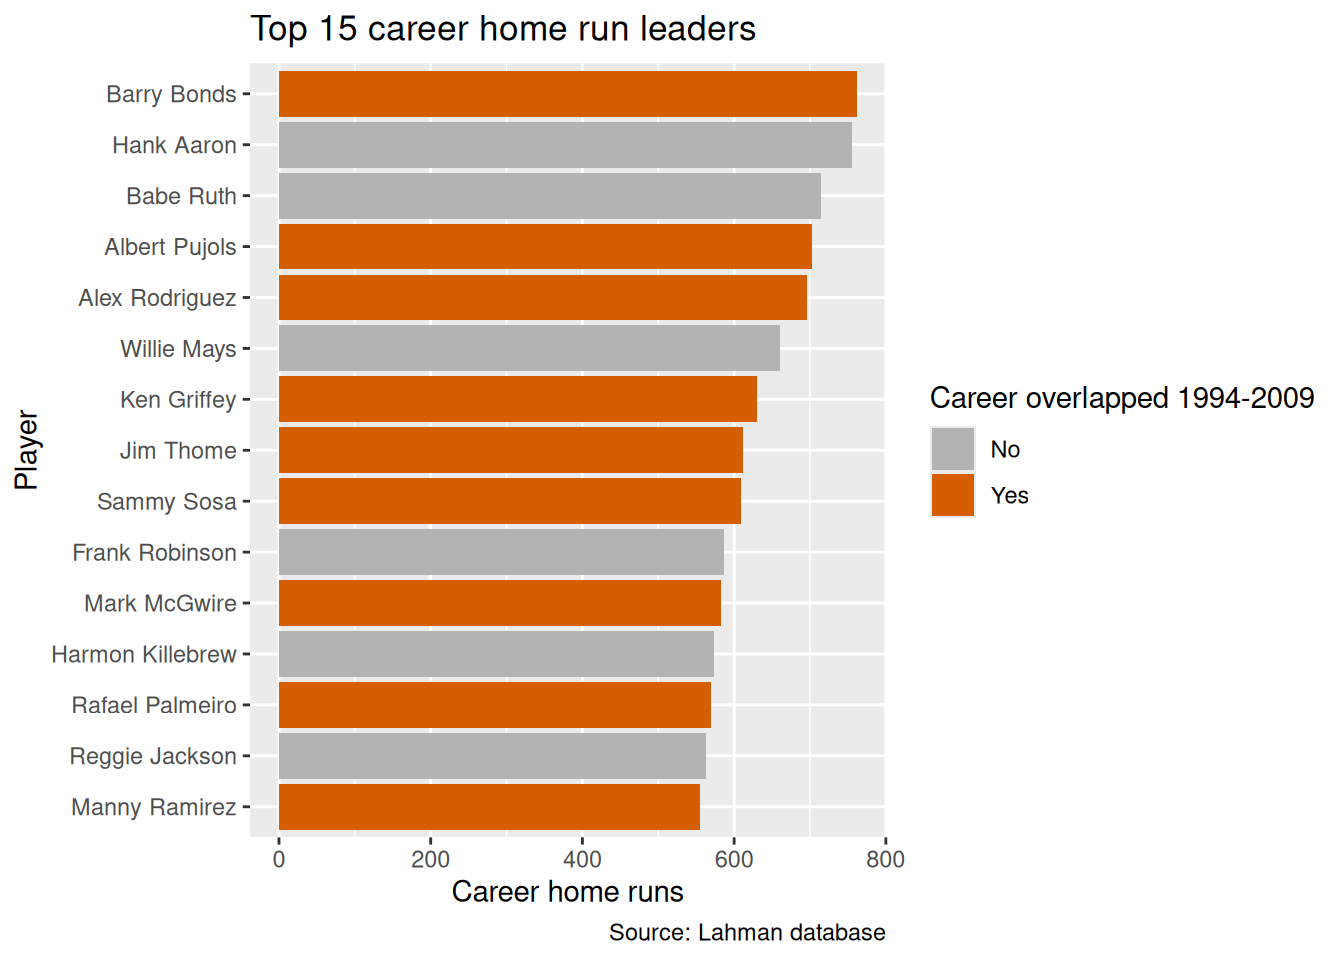 Top 15 career home run leaders
Player
Barry Bonds
Hank Aaron
Babe Ruth
Albert Pujols
Alex Rodriguez
Willie Mays
Ken Griffey
Jim Thome
Sammy Sosa
Frank Robinson
Mark McGwire
Harmon Killebrew
Rafael Palmeiro
Reggie Jackson
Manny Ramirez
0 200 400 600 800
Career home runs
Source: Lahman database
Career overlapped 1994-2009
No
Yes